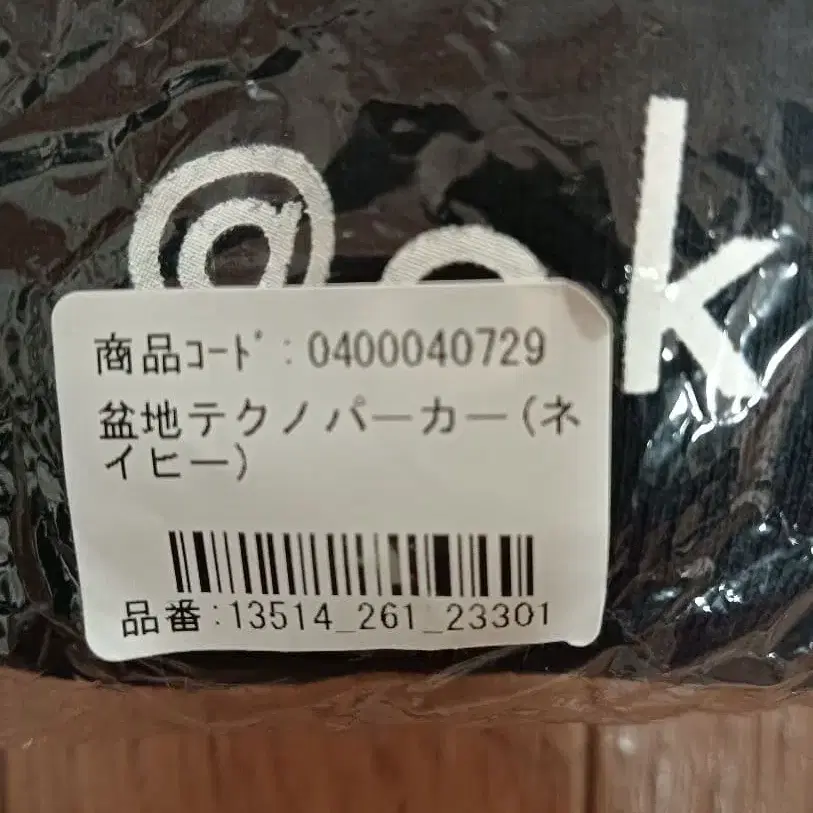 @ k
商品ｺｰﾄﾞ:0400040729
盆地テクノパーカー(ネ
イビー)
品番:13514_261_23301